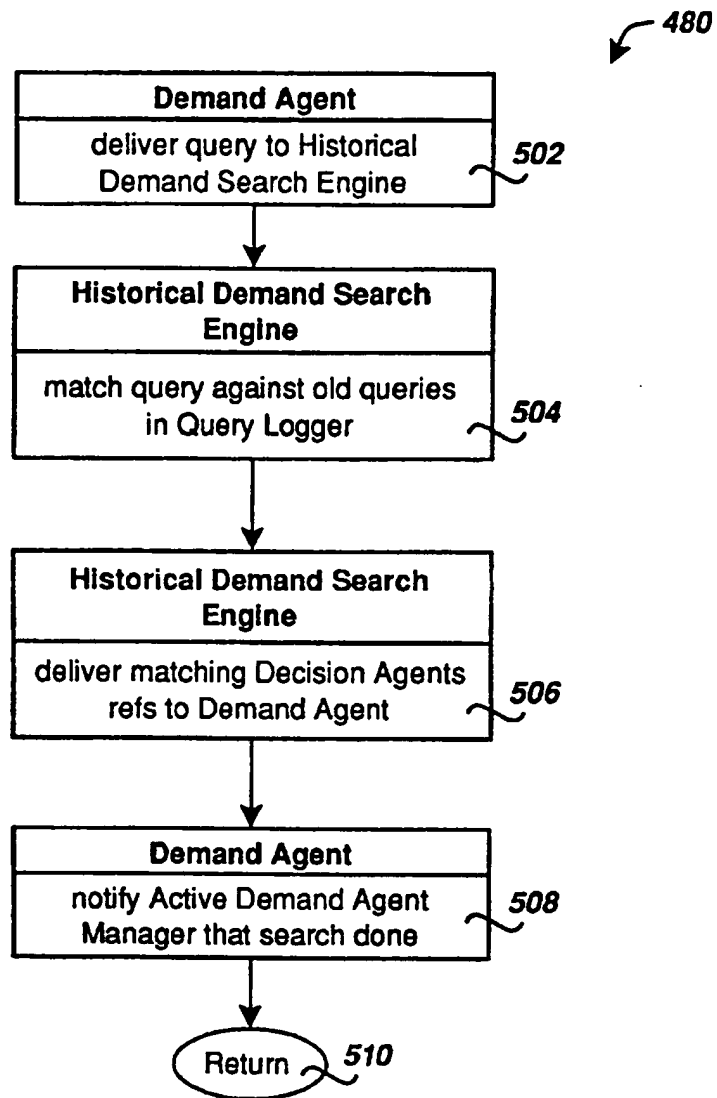 480
Demand Agent
deliver query to Historical
Demand Search Engine
502
Historical Demand Search
Engine
match query against old queries
in Query Logger
504
Historical Demand Search
Engine
deliver matching Decision Agents
refs to Demand Agent
506
Demand Agent
notify Active Demand Agent
Manager that search done
508
Return
510